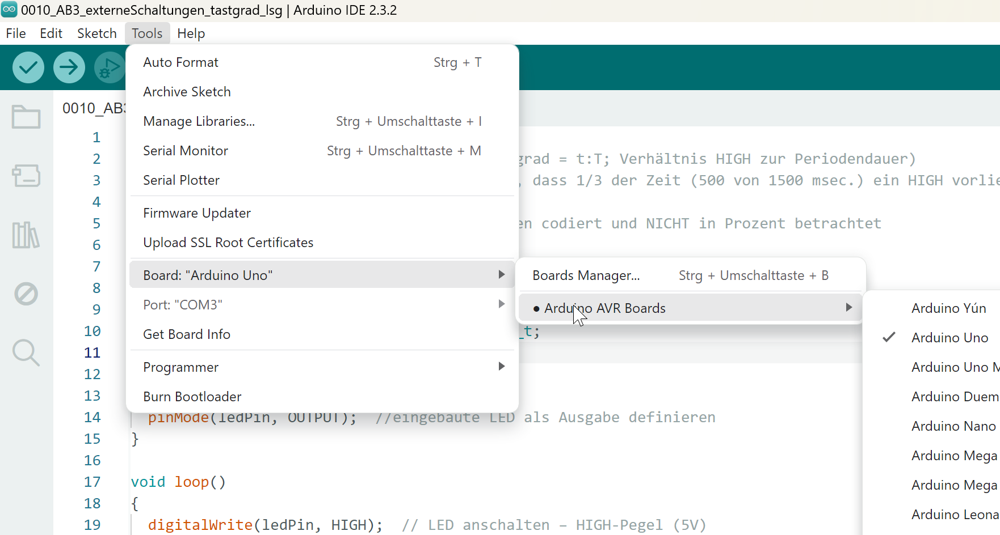 0010_AB3_externeSchaltungen_tastgrad_lsg | Arduino IDE 2.3.2
File Edit Sketch Tools Help
Auto Format Strg + T
Archive Sketch
Manage Libraries... Strg + Umschalttaste + I
Serial Monitor Strg + Umschalttaste + M
Serial Plotter
Firmware Updater
Upload SSL Root Certificates
Board: "Arduino Uno"
Port: "COM3"
Get Board Info
Programmer
Burn Bootloader
Boards Manager... Strg + Umschalttaste + B
● Arduino AVR Boards
Arduino Yún
Arduino Uno
Arduino Uno M
Arduino Duem
Arduino Nano
Arduino Mega
Arduino Mega
Arduino Leona
0010_AB3
1
2 grad = t:T; Verhältnis HIGH zur Periodendauer)
3 , dass 1/3 der Zeit (500 von 1500 msec.) ein HIGH vorlie
4
5 en codiert und NICHT in Prozent betrachtet
6
7
8
9
10 _t;
11
12
13
14 pinMode(ledPin, OUTPUT); //eingebaute LED als Ausgabe definieren
15 }
16
17 void loop()
18 {
19 digitalWrite(ledPin, HIGH); // LED anschalten – HIGH-Pegel (5V)